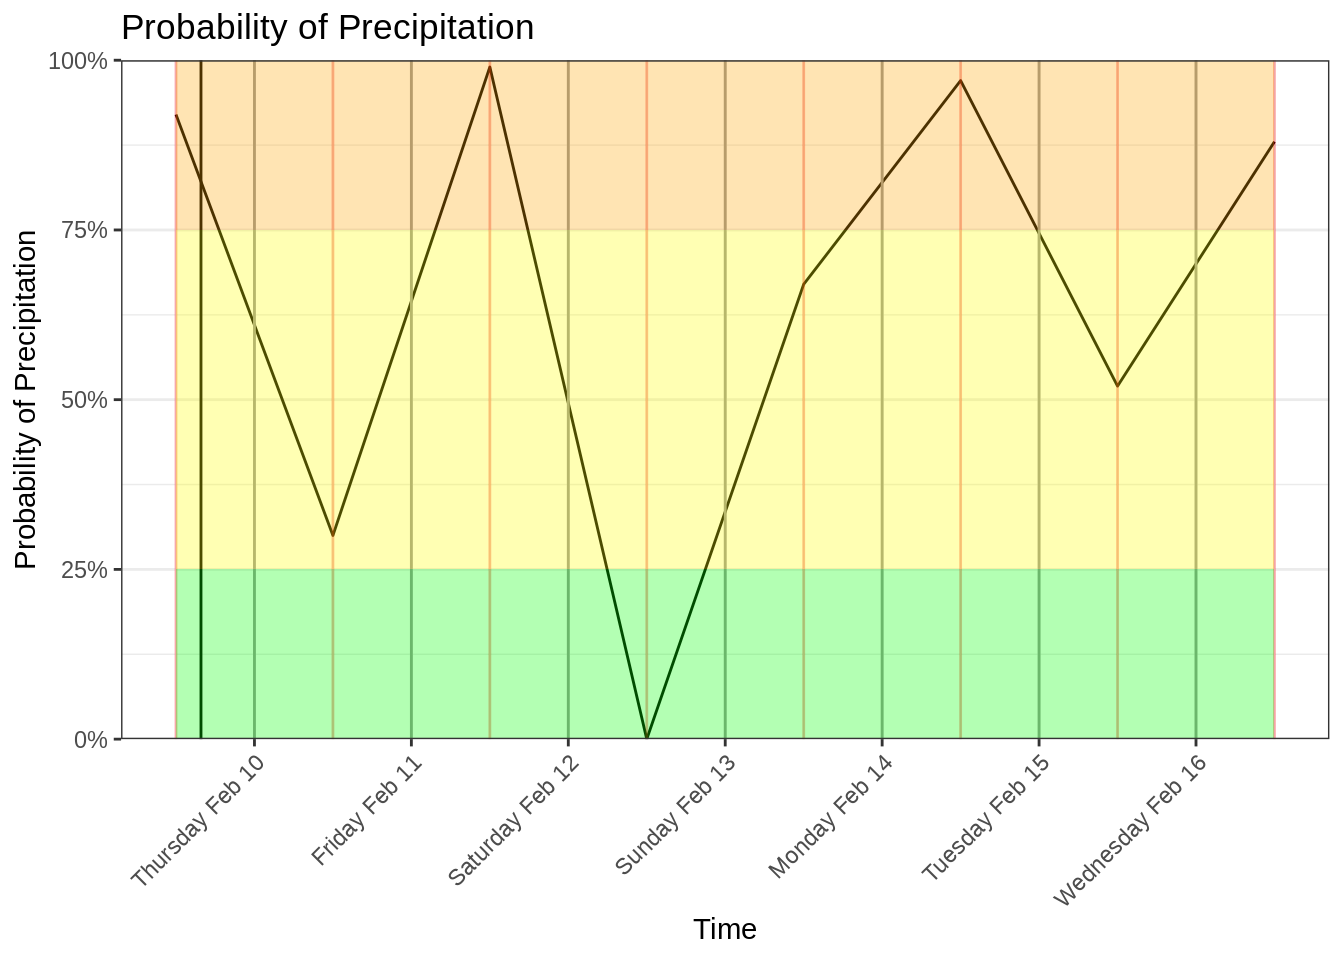 Probability of Precipitation
Probability of Precipitation
100%
75%
50%
25%
0%
Thursday Feb 10
Friday Feb 11
Saturday Feb 12
Sunday Feb 13
Monday Feb 14
Tuesday Feb 15
Wednesday Feb 16
Time